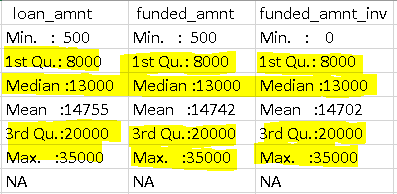 loan_amnt funded_amnt funded_amnt_inv
Min. : 500 Min. : 500 Min. : 0
1st Qu.: 8000 1st Qu.: 8000 1st Qu.: 8000
Median :13000 Median :13000 Median :13000
Mean :14755 Mean :14742 Mean :14702
3rd Qu.:20000 3rd Qu.:20000 3rd Qu.:20000
Max. :35000 Max. :35000 Max. :35000
NA NA NA